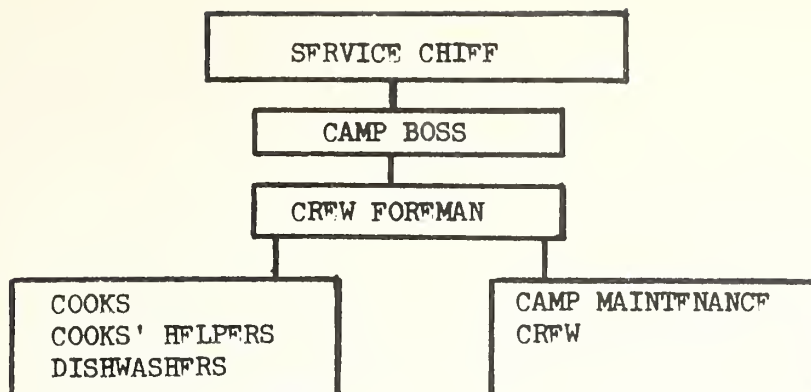 SERVICE CHIEF
CAMP BOSS
CREW FOREMAN
COOKS
COOKS' HELPERS
DISHWASHERS
CAMP MAINTENANCE
CREW